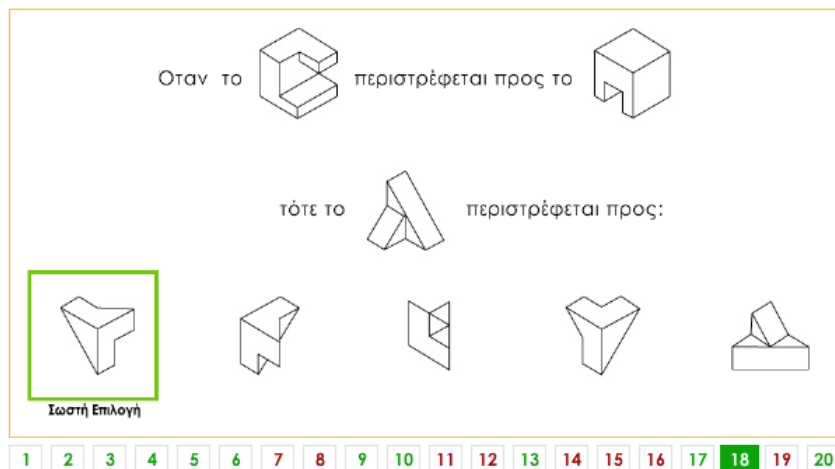 Όταν το περιστρέφεται προς το
τότε το περιστρέφεται προς:
Σωστή Επιλογή
1 2 3 4 5 6 7 8 9 10 11 12 13 14 15 16 17 18 19 20